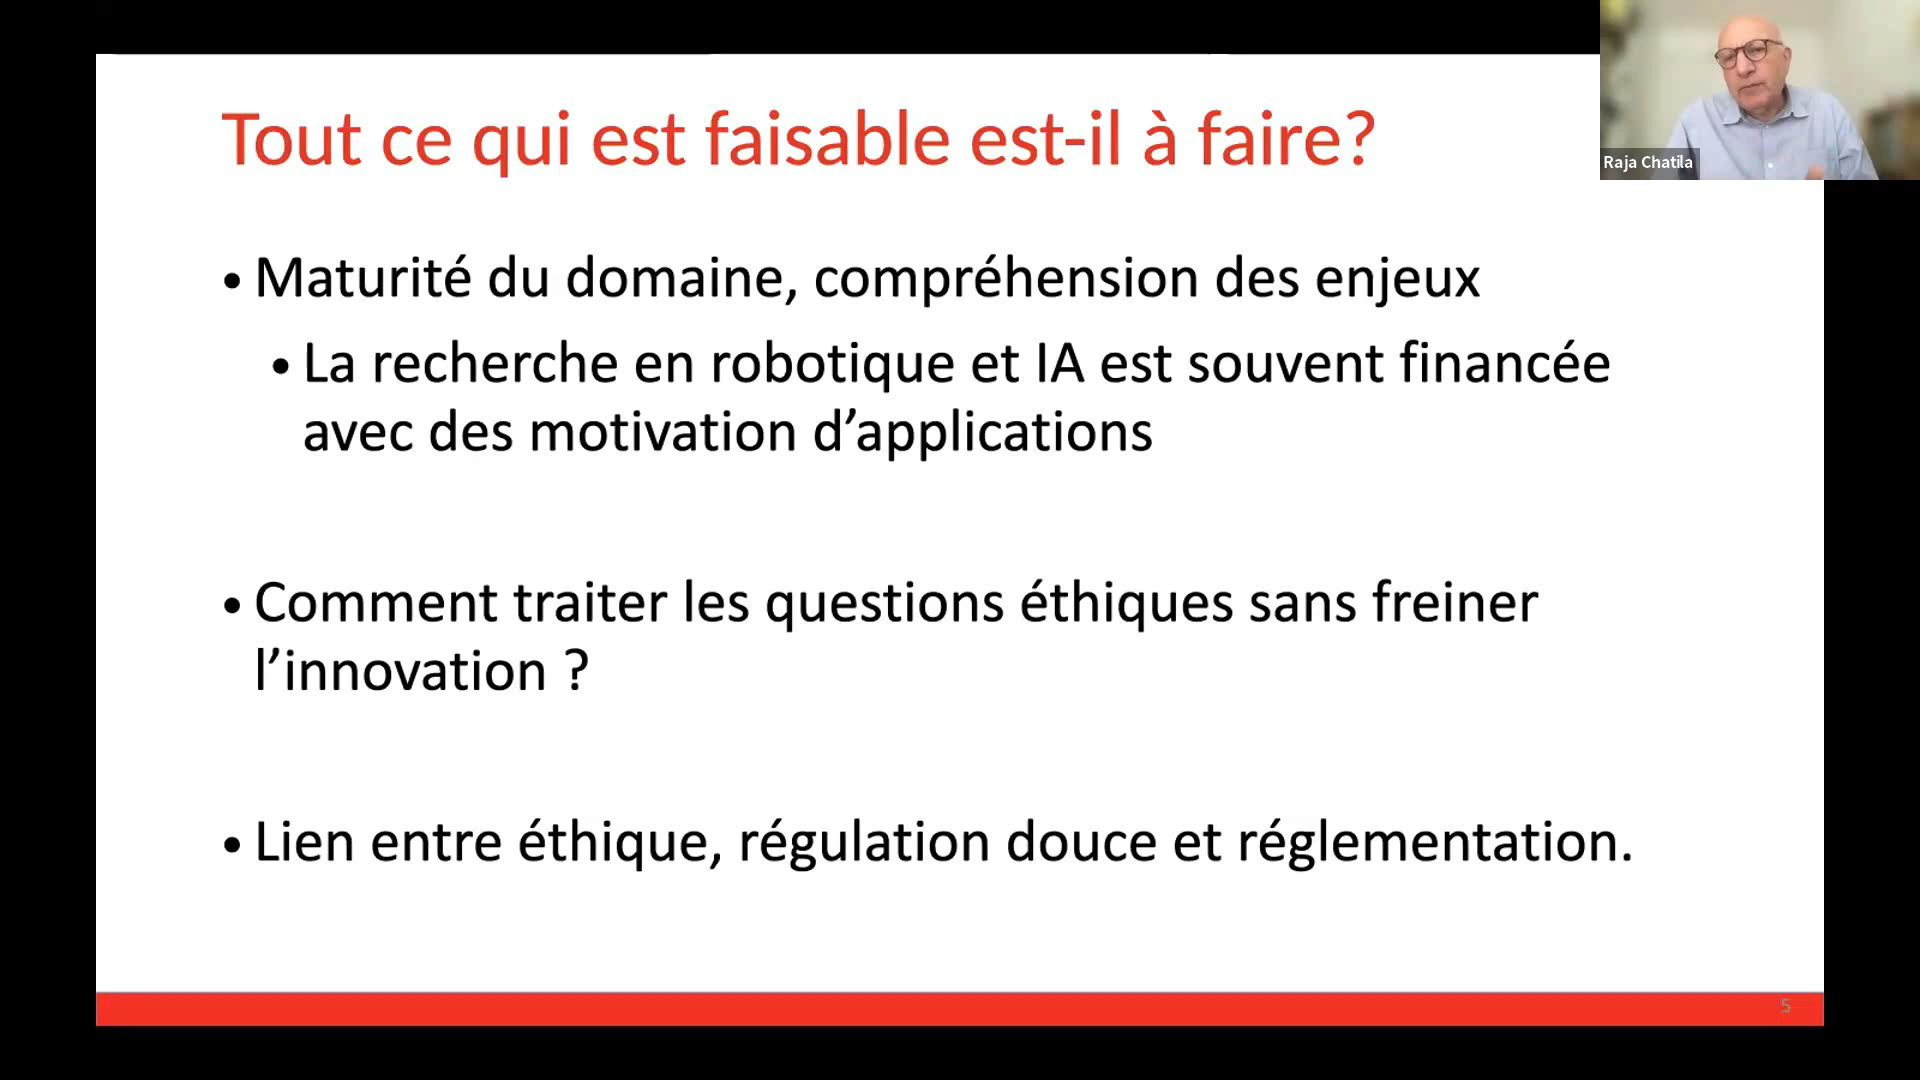 Tout ce qui est faisable est-il à faire?
Raja Chatila
• Maturité du domaine, compréhension des enjeux
• La recherche en robotique et IA est souvent financée
avec des motivation d’applications
• Comment traiter les questions éthiques sans freiner
l’innovation ?
• Lien entre éthique, régulation douce et réglementation.
5